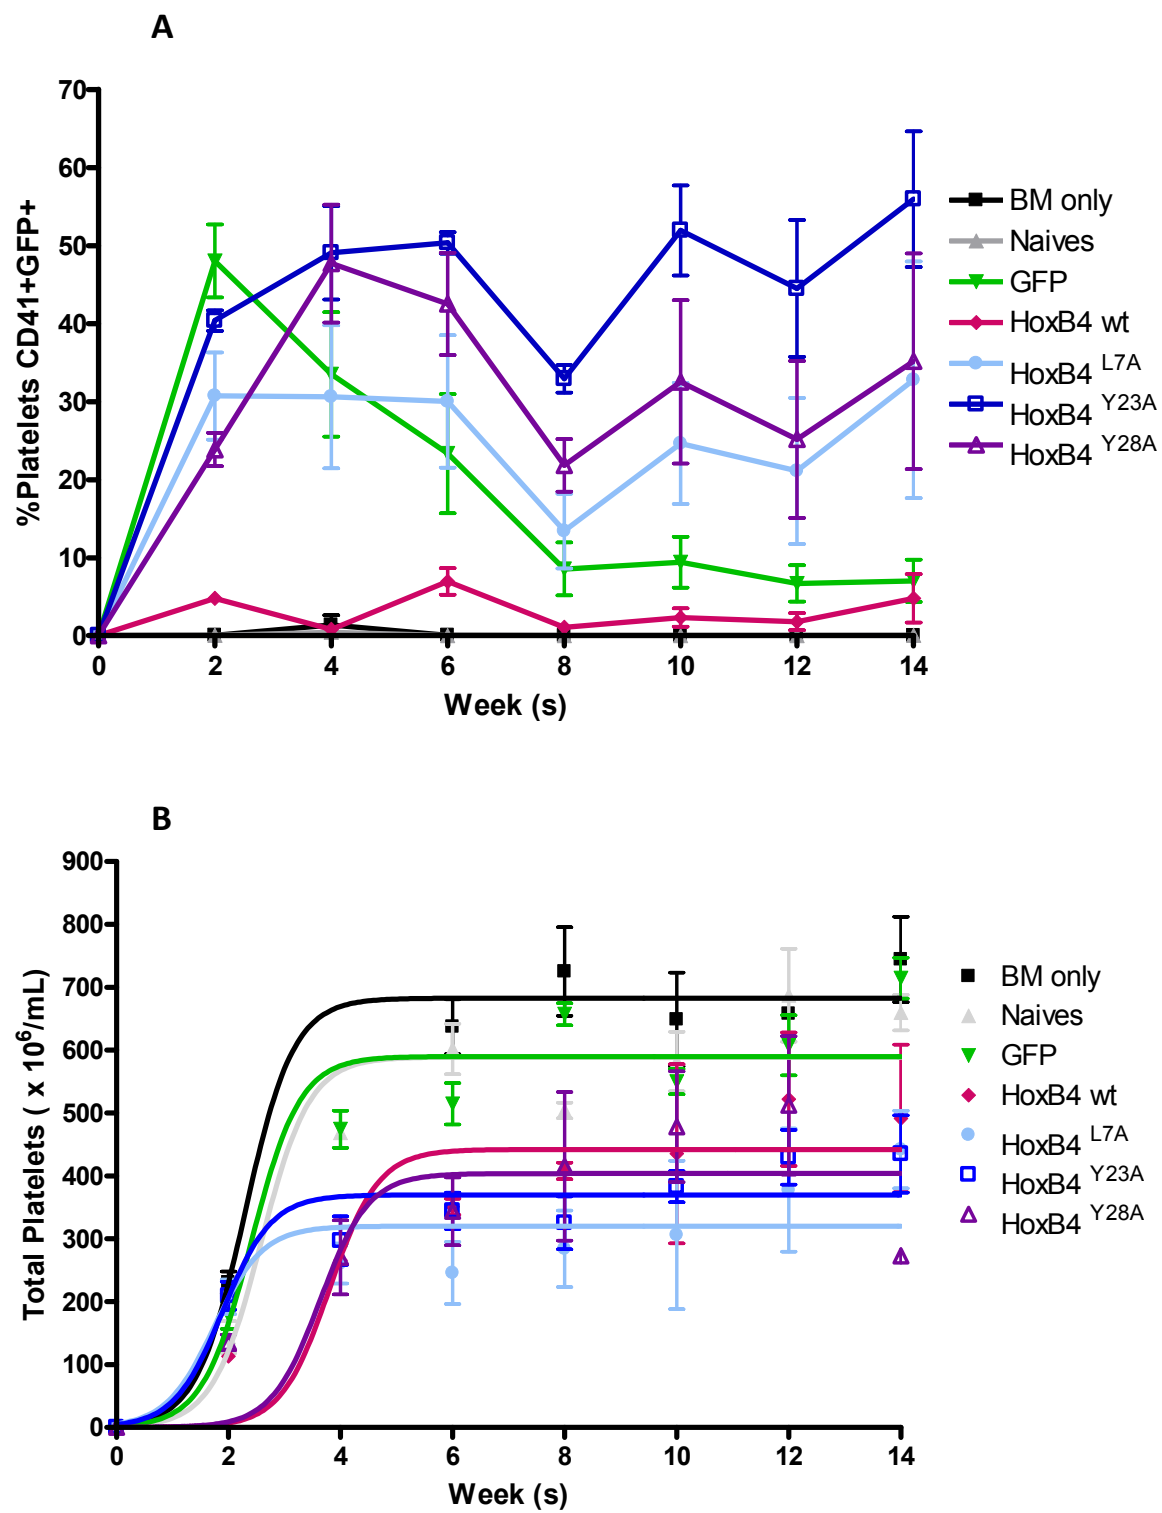 A
%Platelets CD41+GFP+
70
60
50
40
30
20
10
0
0 2 4 6 8 10 12 14
Week (s)
BM only
Naives
GFP
HoxB4 wt
HoxB4 L7A
HoxB4 Y23A
HoxB4 Y28A
B
Total Platelets ( x 10⁶/mL)
900
800
700
600
500
400
300
200
100
0
0 2 4 6 8 10 12 14
Week (s)
BM only
Naives
GFP
HoxB4 wt
HoxB4 L7A
HoxB4 Y23A
HoxB4 Y28A